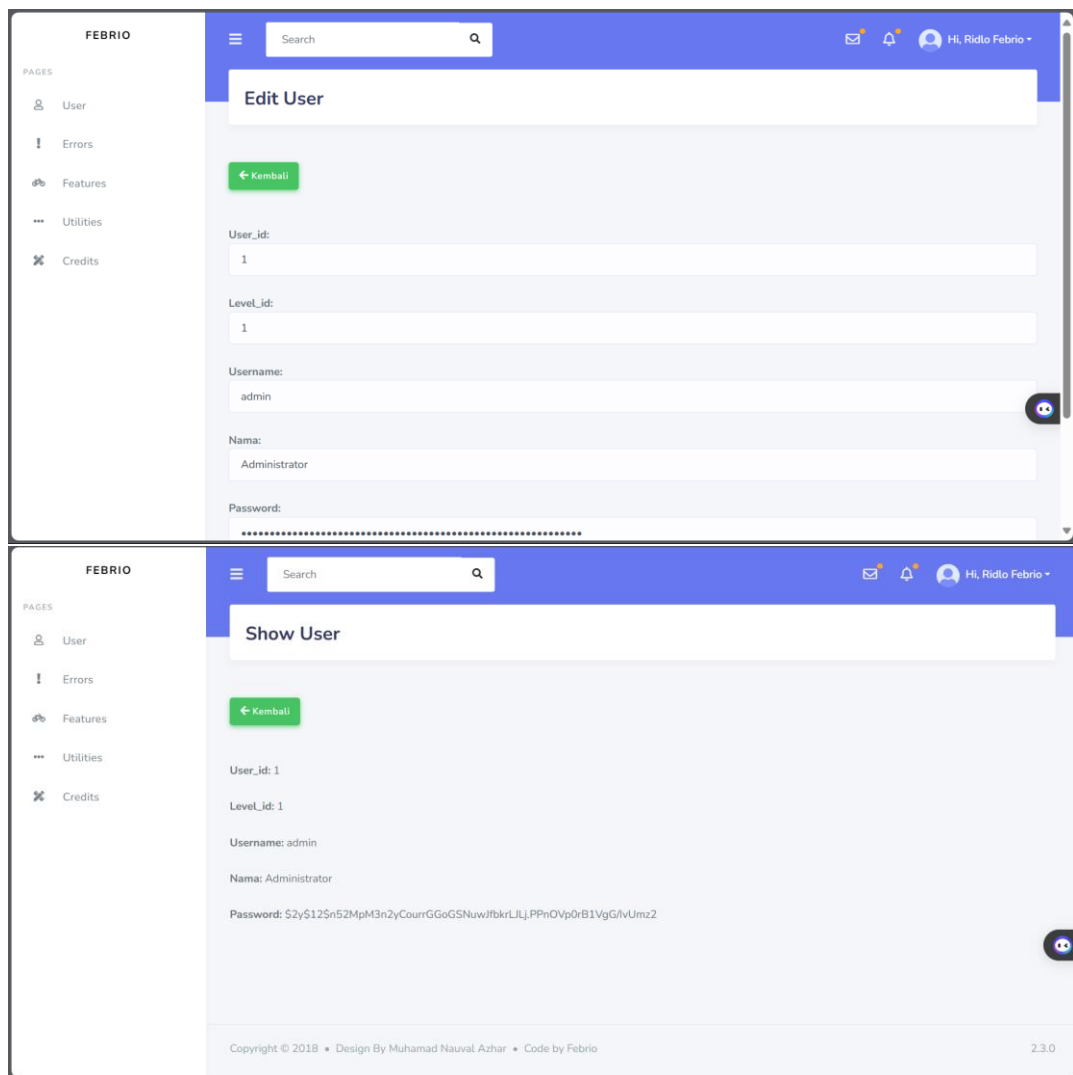 FEBRIO
Search
Hi, Ridlo Febrio
PAGES
Edit User
User
Errors
Features
Utilities
Credits
Kembali
User_id:
1
Level_id:
1
Username:
admin
Nama:
Administrator
Password:
••••••••••••••••••••••••••••••••••••••••••••••••••••••••••••
FEBRIO
Search
Hi, Ridlo Febrio
PAGES
Show User
User
Errors
Features
Utilities
Credits
Kembali
User_id: 1
Level_id: 1
Username: admin
Nama: Administrator
Password: $2y$12$n52MpM3n2yCourrGGoGSNuwJfbkrLJLj.PPnOVp0rB1VgG/IvUmz2
Copyright © 2018 • Design By Muhamad Nauval Azhar • Code by Febrio
2.3.0